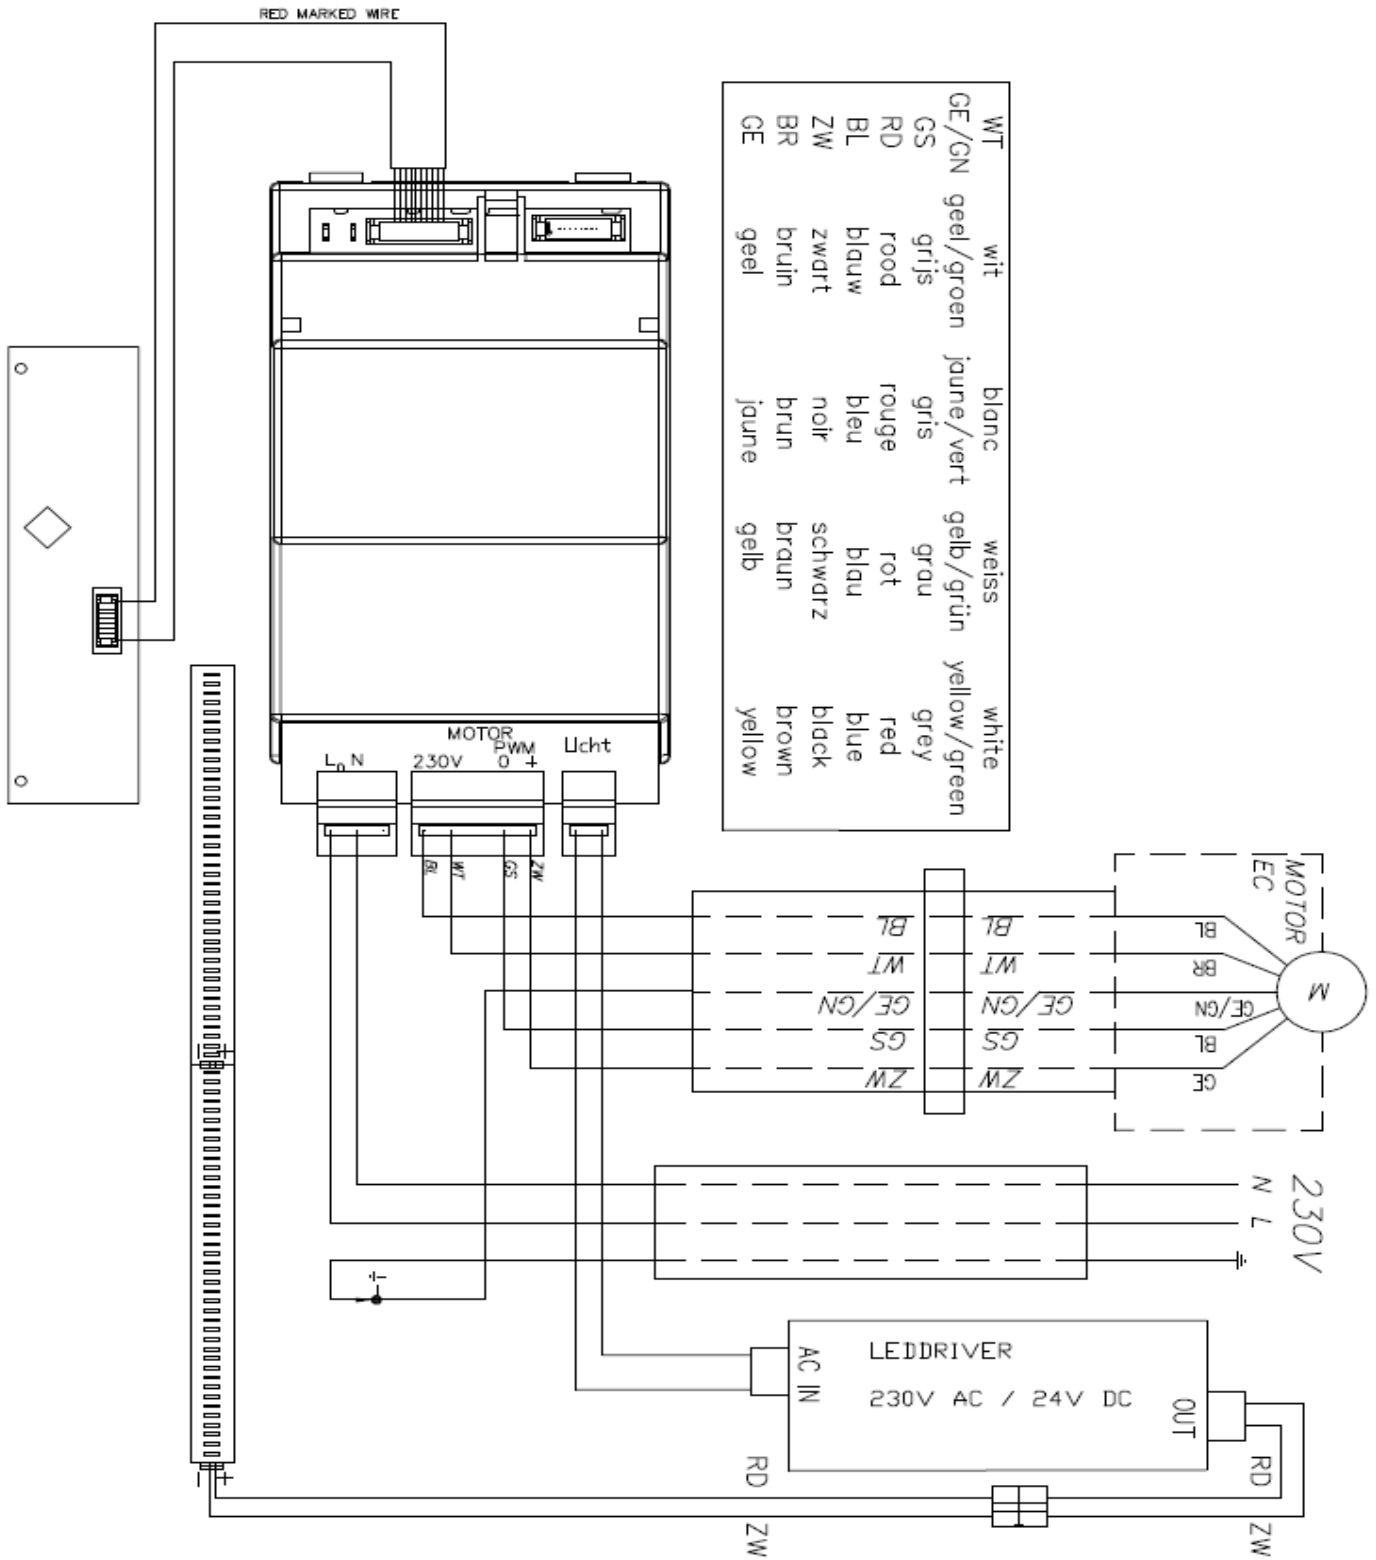 RED MARKED WIRE
WT wit blanc weiss white
GE/GN geel/groen jaune/vert gelb/grün yellow/green
GS grijs gris grau grey
RD rood rouge rot red
BL blauw bleu blau blue
ZW zwart noir schwarz black
BR bruin brun braun brown
GE geel jaune gelb yellow
MOTOR
PWM
L N 230V 0 + Licht
BL WT GS ZW
MOTOR
EC
M
BL BL BL
WT WT BR
GE/GN GE/GN GE/GN
GS GS BL
ZW ZW GE
230V
N
L
LEDDRIVER
230V AC / 24V DC
AC IN
OUT
- +
- +
RD RD
ZW ZW